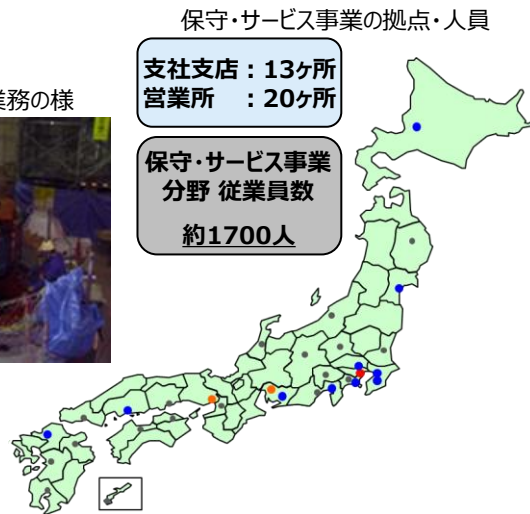 保守・サービス事業の拠点・人員
支社支店：13ケ所
営業所　：20ケ所
業務の様
保守・サービス事業
分野 従業員数
約1700人